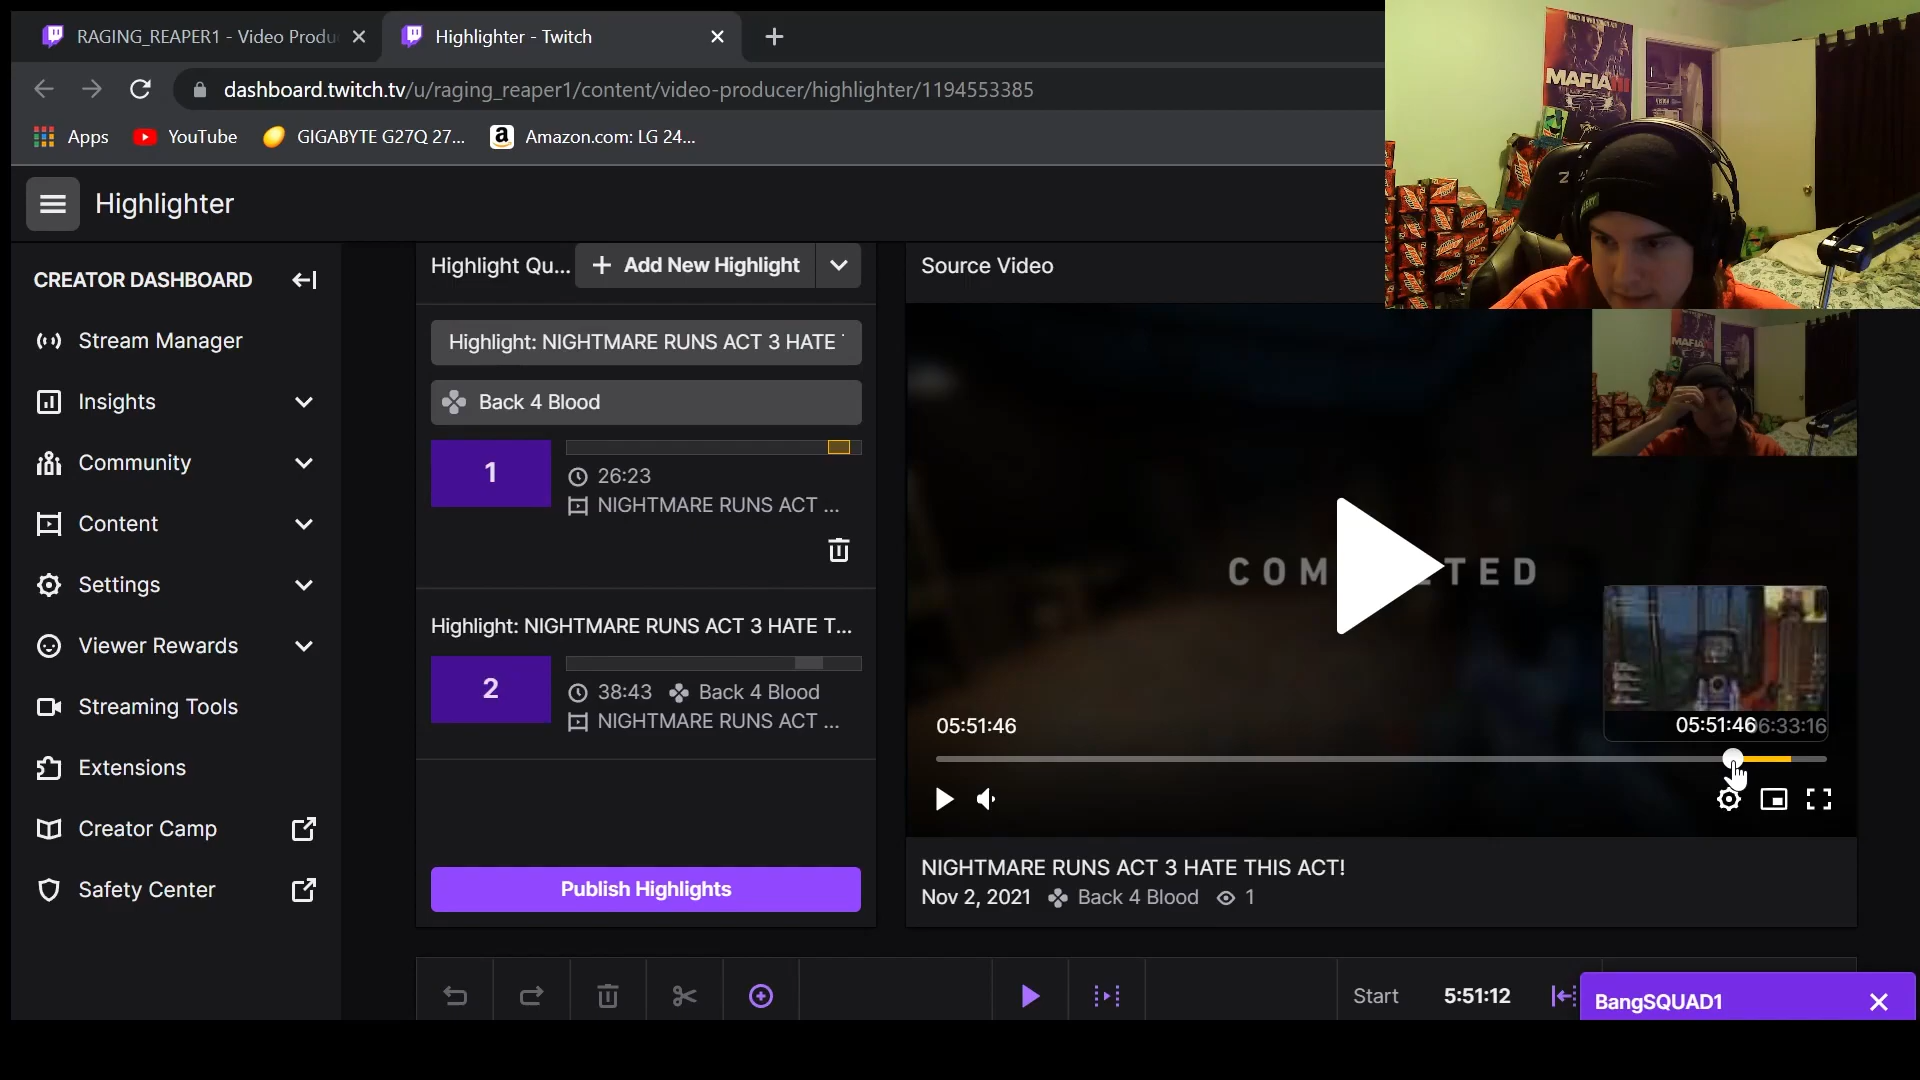 RAGING_REAPER1 - Video Produ
Highlighter - Twitch
dashboard.twitch.tv/u/raging_reaper1/content/video-producer/highlighter/1194553385
Apps
YouTube
GIGABYTE G27Q 27...
Amazon.com: LG 24...
MAFIA III
Highlighter
CREATOR DASHBOARD
Stream Manager
Insights
Community
Content
Settings
Viewer Rewards
Streaming Tools
Extensions
Creator Camp
Safety Center
Highlight Qu...
Add New Highlight
Highlight: NIGHTMARE RUNS ACT 3 HATE
Back 4 Blood
1
26:23
NIGHTMARE RUNS ACT ...
Highlight: NIGHTMARE RUNS ACT 3 HATE T...
2
38:43 Back 4 Blood
NIGHTMARE RUNS ACT ...
Publish Highlights
Source Video
05:51:46
05:51:46
NIGHTMARE RUNS ACT 3 HATE THIS ACT!
Nov 2, 2021 Back 4 Blood 1
Start 5:51:12
BangSQUAD1